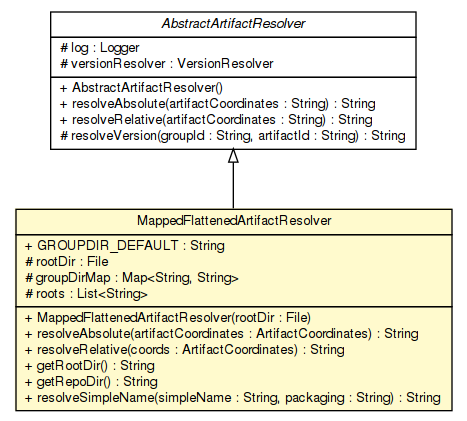 AbstractArtifactResolver
# log : Logger
# versionResolver : VersionResolver
+ AbstractArtifactResolver()
+ resolveAbsolute(artifactCoordinates : String) : String
+ resolveRelative(artifactCoordinates : String) : String
# resolveVersion(groupId : String, artifactId : String) : String
MappedFlattenedArtifactResolver
+ GROUPDIR_DEFAULT : String
# rootDir : File
# groupDirMap : Map<String, String>
# roots : List<String>
+ MappedFlattenedArtifactResolver(rootDir : File)
+ resolveAbsolute(artifactCoordinates : ArtifactCoordinates) : String
+ resolveRelative(coords : ArtifactCoordinates) : String
+ getRootDir() : String
+ getRepoDir() : String
+ resolveSimpleName(simpleName : String, packaging : String) : String